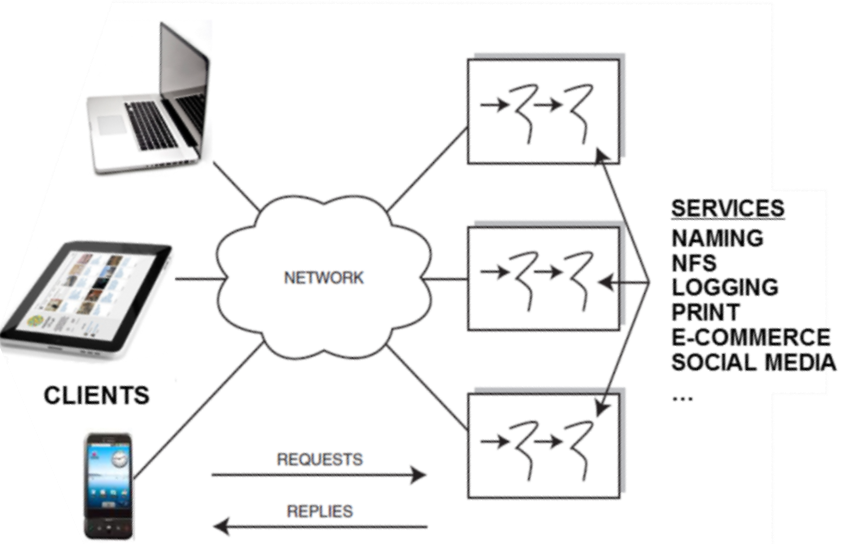 SERVICES
NAMING
NFS
LOGGING
PRINT
E-COMMERCE
SOCIAL MEDIA
...
NETWORK
CLIENTS
REQUESTS
REPLIES